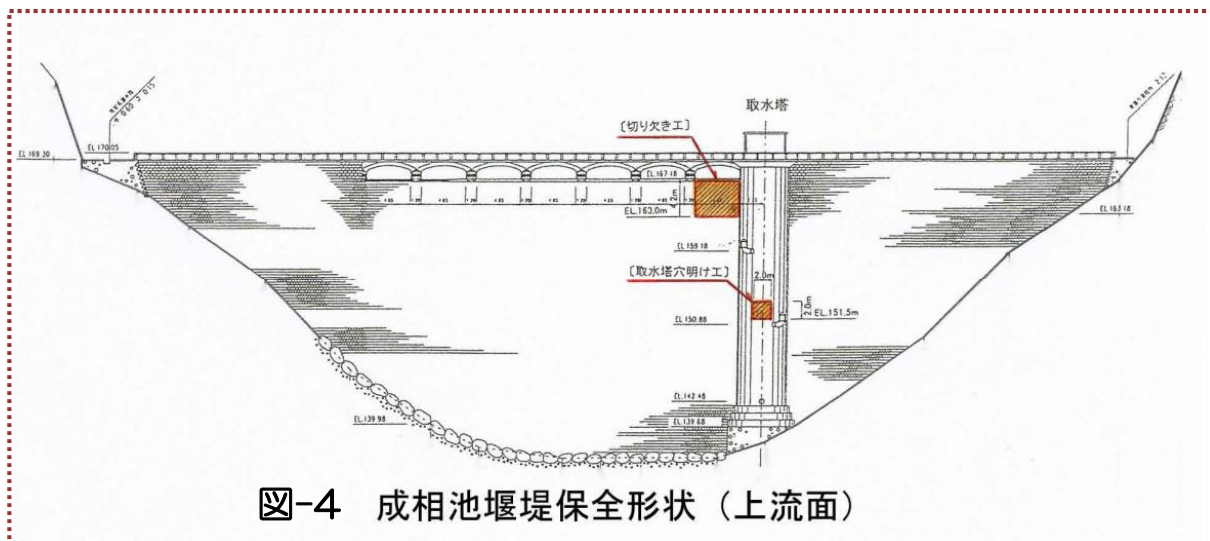 取水塔
〔切り欠き工〕
EL.170.05
EL.169.30
EL.167.18
2m
EL.163.0m
EL.163.18
EL.159.18
〔取水塔穴明け工〕
2.0m
2.0m
EL.151.5m
EL.150.88
EL.142.48
EL.139.98
EL.139.68
図-4 成相池堰堤保全形状（上流面）